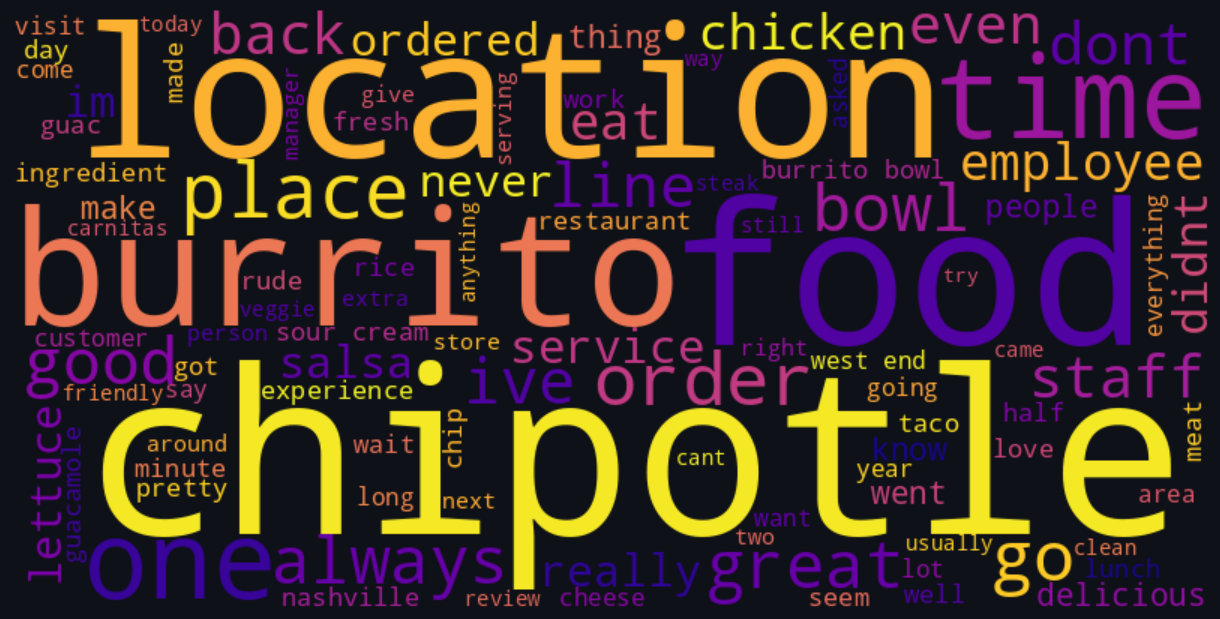 visit
today
day
come
made
location
back
ordered
thing
chicken
even
dont
im
guac
manager
give
fresh
serving
work
eat
way
asked
time
ingredient
place
never
line
steak
burrito bowl
employee
make
carnitas
restaurant
still
bowl
people
everything
didnt
burrito
rude
rice
veggie
extra
anything
food
try
customer
person
sour cream
store
service
right
west end
came
good
got
salsa
experience
ive
order
going
staff
friendly
say
chipotle
lettuce
guacamole
around
minute
pretty
wait
long
chip
next
cant
taco
know
year
went
half
love
meat
area
want
two
one
always
really
great
usually
lot
well
go
clean
lunch
nashville
review
cheese
seem
delicious